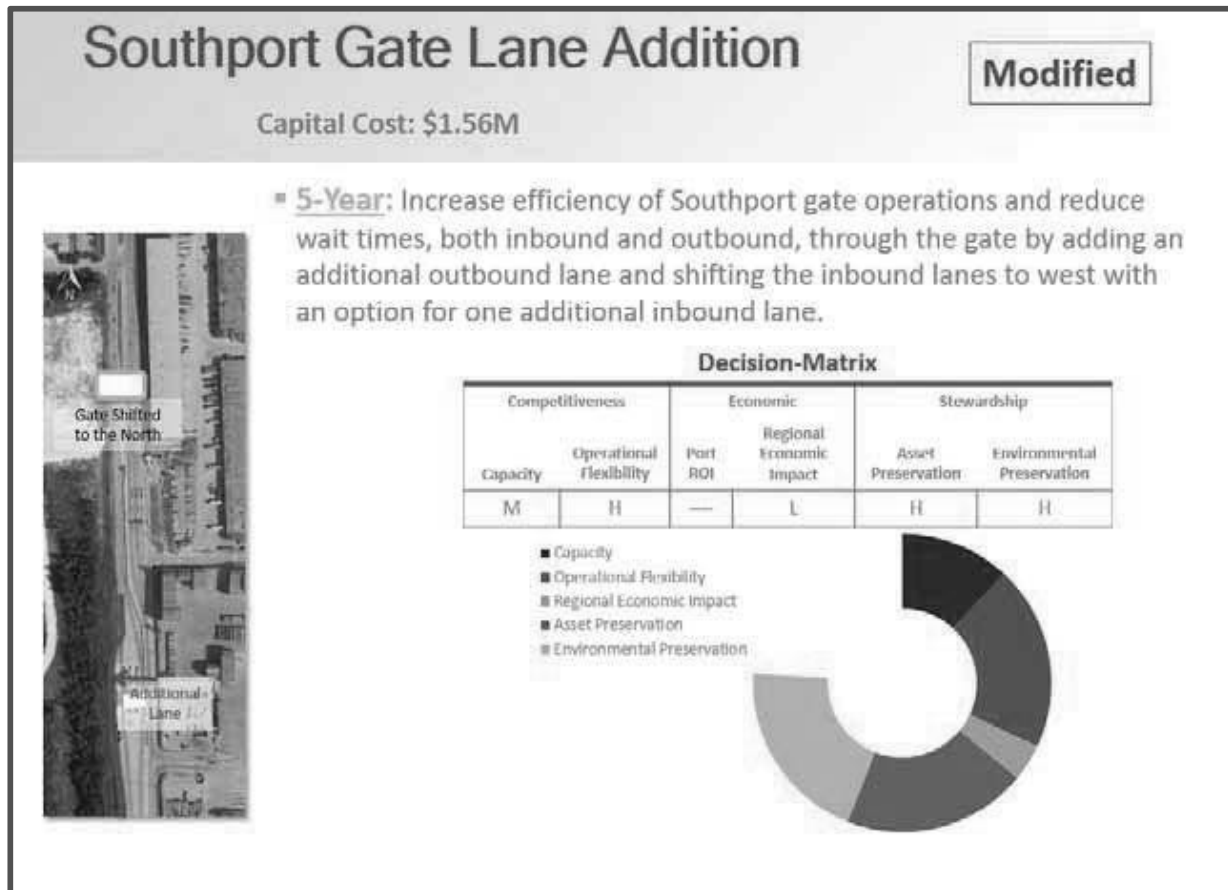 Southport Gate Lane Addition
Modified
Capital Cost: $1.56M
▪ 5-Year: Increase efficiency of Southport gate operations and reduce
wait times, both inbound and outbound, through the gate by adding an
additional outbound lane and shifting the inbound lanes to west with
an option for one additional inbound lane.
N
Gate Shifted
to the North
Additional
Lane
Decision-Matrix
Competitiveness Economic Stewardship
Capacity Operational Flexibility Port ROI Regional Economic Impact Asset Preservation Environmental Preservation
M H — L H H
Capacity
Operational Flexibility
Regional Economic Impact
Asset Preservation
Environmental Preservation